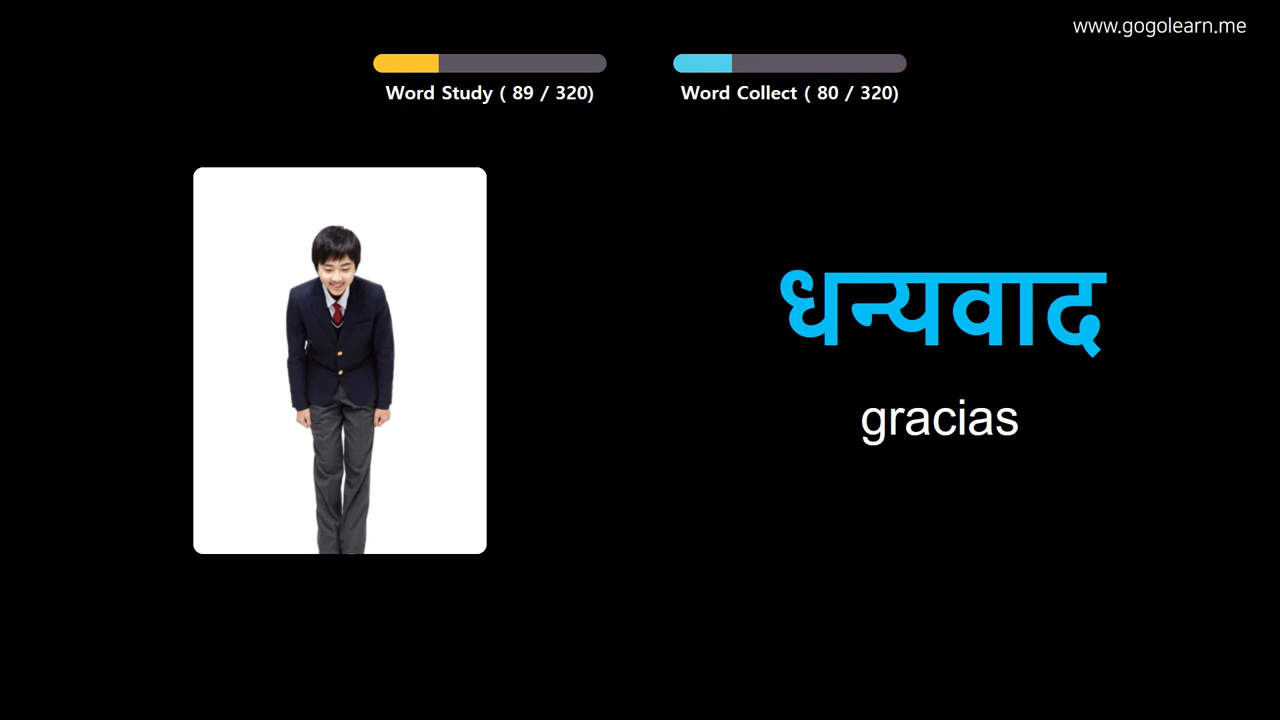 www.gogolearn.me
Word Study ( 89 / 320)
Word Collect ( 80 / 320)
धन्यवाद
gracias